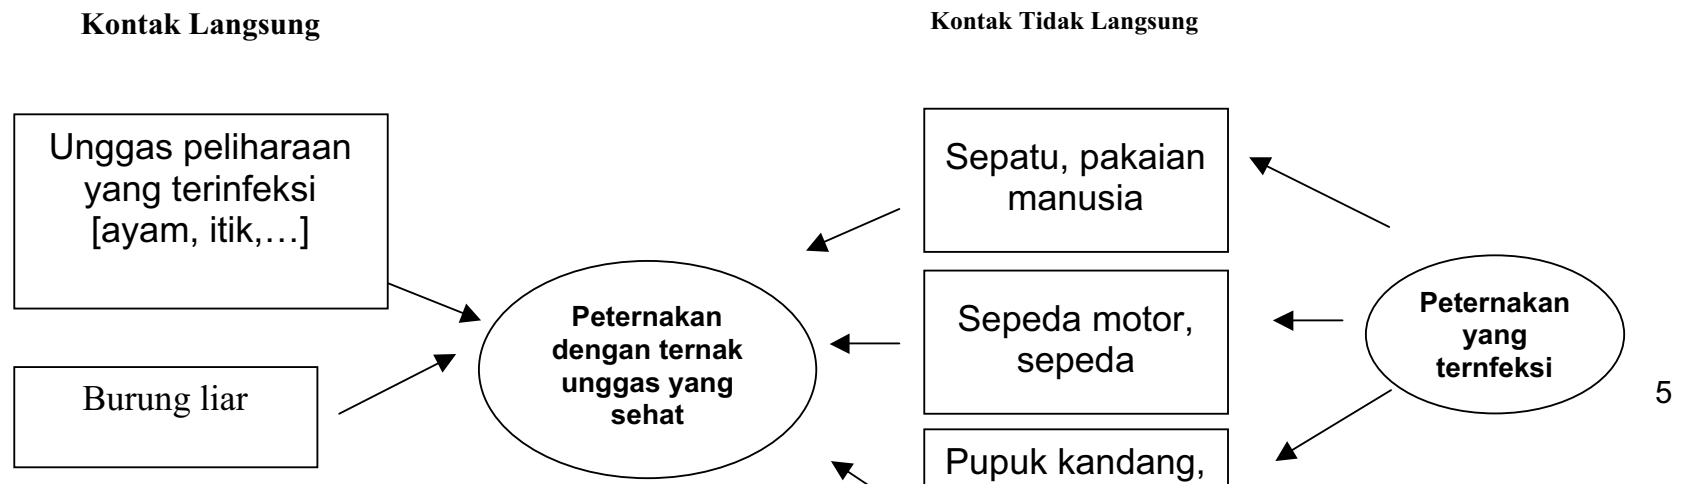 Kontak Langsung
Kontak Tidak Langsung
Unggas peliharaan
yang terinfeksi
[ayam, itik,…]
Burung liar
Peternakan
dengan ternak
unggas yang
sehat
Sepatu, pakaian
manusia
Sepeda motor,
sepeda
Pupuk kandang,
Peternakan
yang
ternfeksi
5